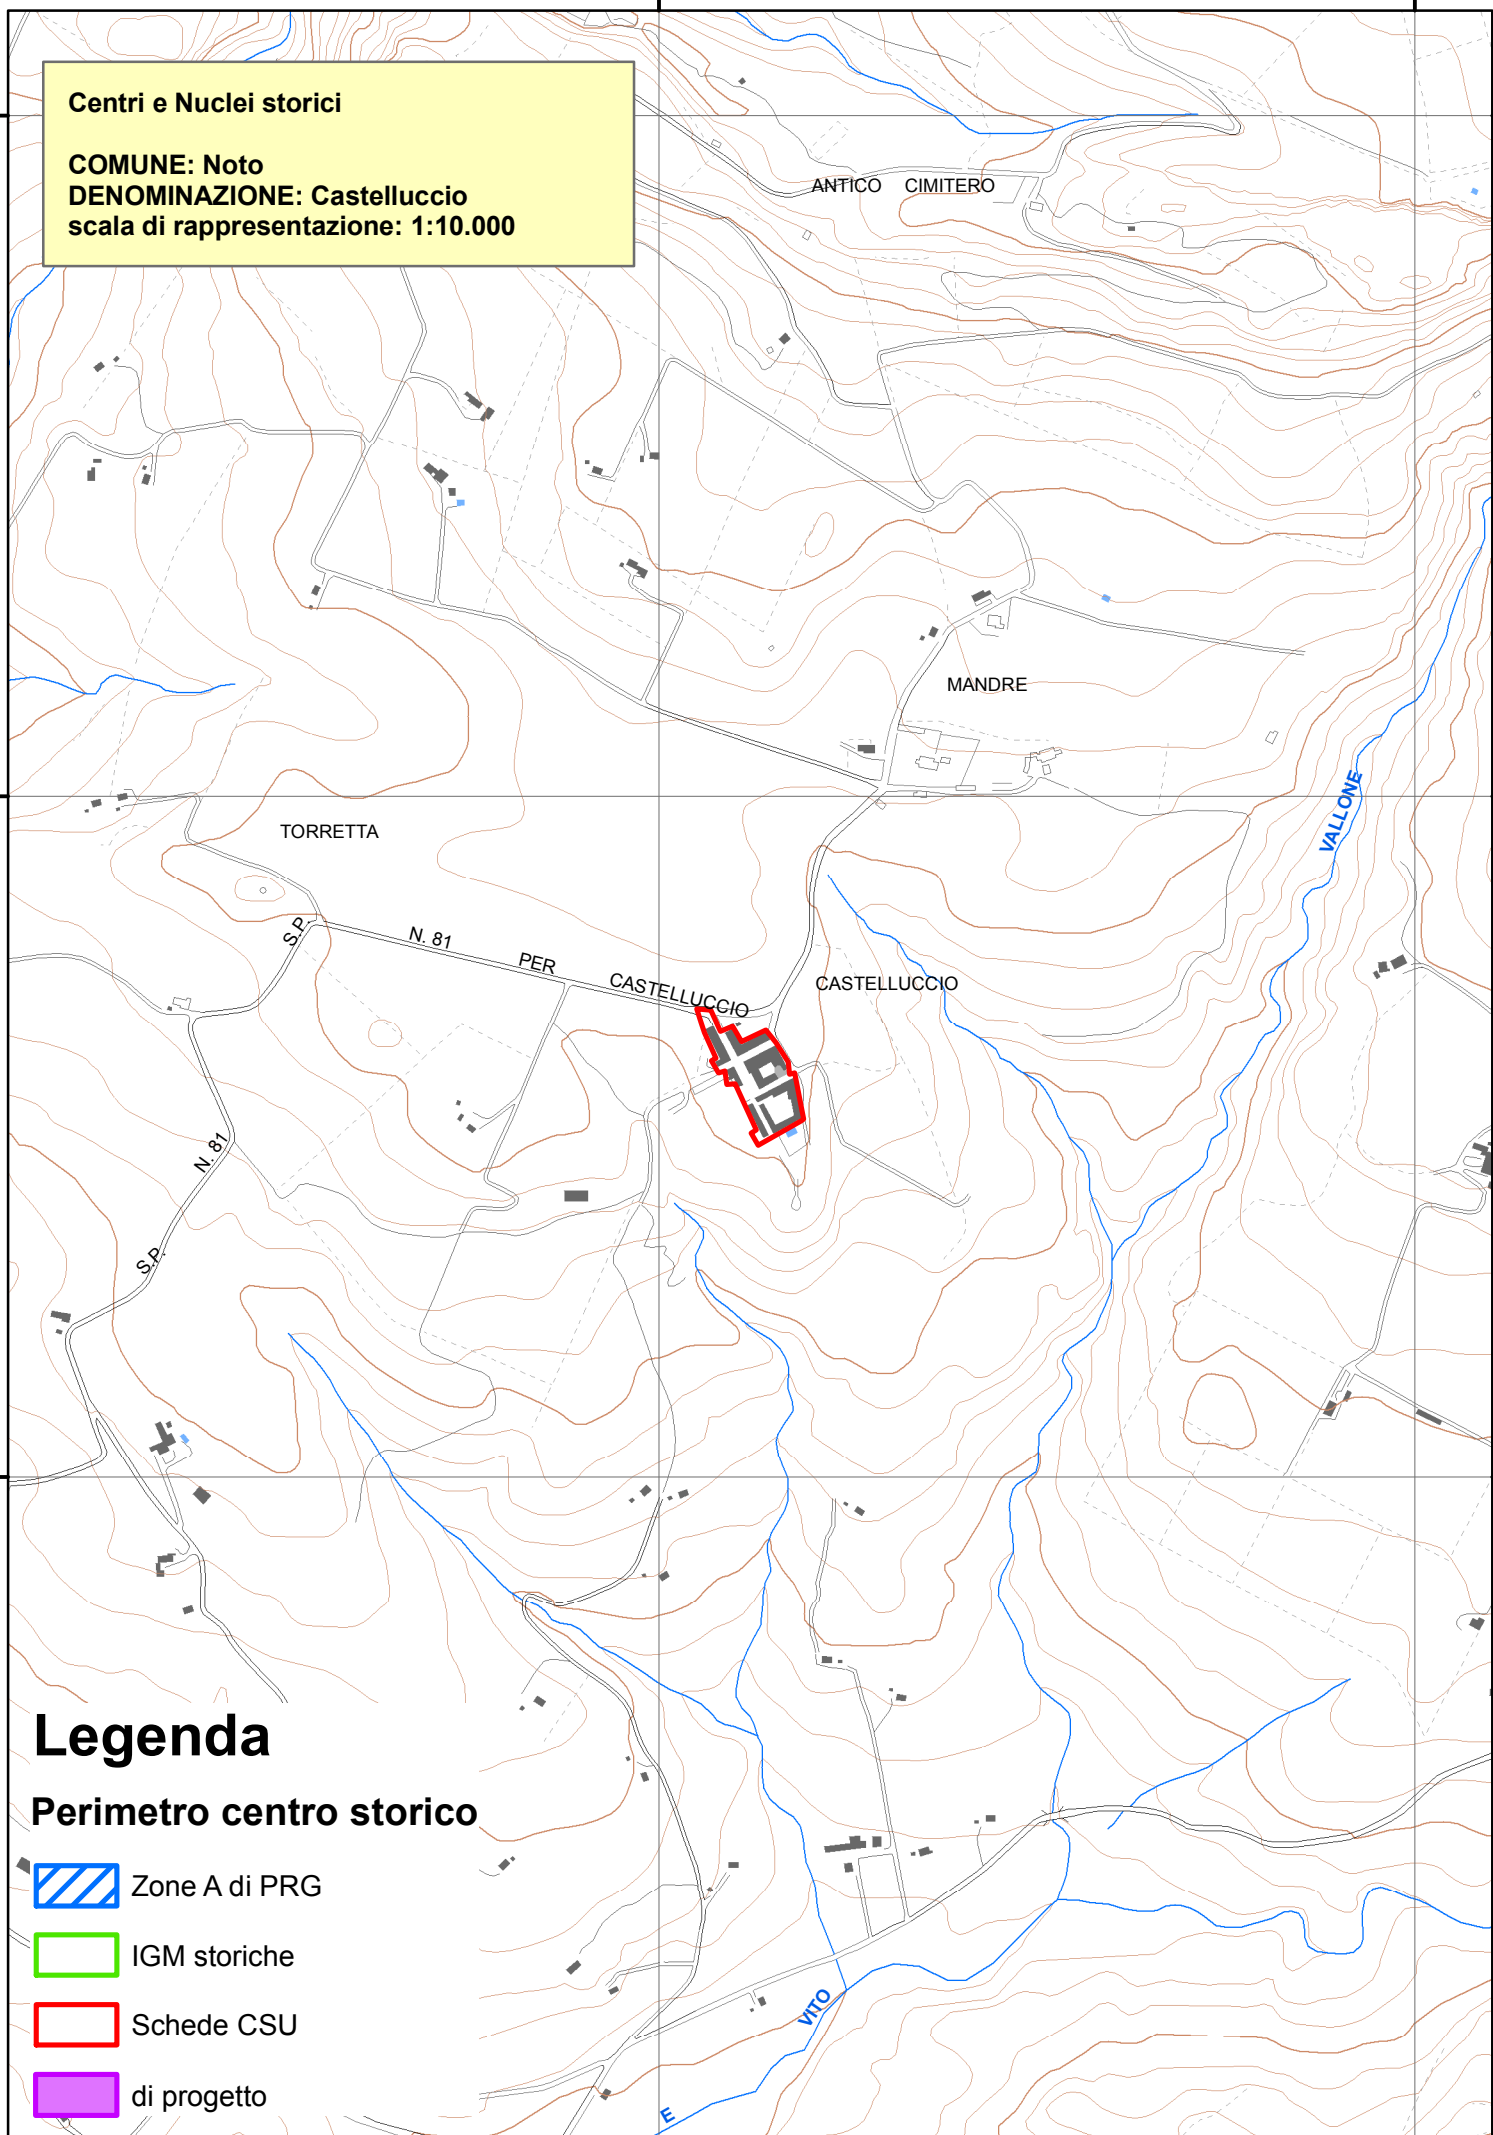 Centri e Nuclei storici
COMUNE: Noto
DENOMINAZIONE: Castelluccio
scala di rappresentazione: 1:10.000
ANTICO CIMITERO
MANDRE
VALLONE
TORRETTA
S.P.
N. 81
PER
CASTELLUCCIO
CASTELLUCCIO
N. 81
S.P.
Legenda
Perimetro centro storico
Zone A di PRG
IGM storiche
Schede CSU
di progetto
VITO
E